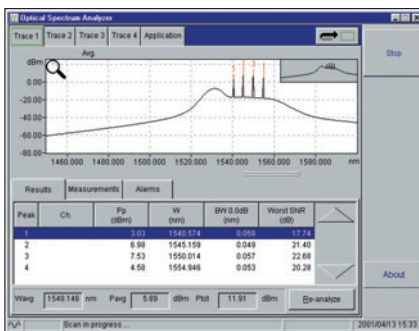 Optical Spectrum Analyzer
Trace 1 Trace 2 Trace 3 Trace 4 Application
Stop
Avg.
dBm
0.00
-20.00
-40.00
-60.00
-80.00
1460.000 1480.000 1500.000 1520.000 1540.000 1560.000 1580.000 nm
Results Measurements Alarms
Peak Ch. Pp (dBm) W (nm) BW 0.0dB (nm) Worst SNR (dB)
1 3.03 1540.574 0.056 17.74
2 6.98 1545.159 0.049 21.40
3 7.53 1550.014 0.057 22.68
4 4.58 1554.946 0.053 20.28
About
Wavg 1548.146 nm Pavg 5.89 dBm Ptot 11.91 dBm Re-analyze
Scan in progress ... 2001/04/13 15:33